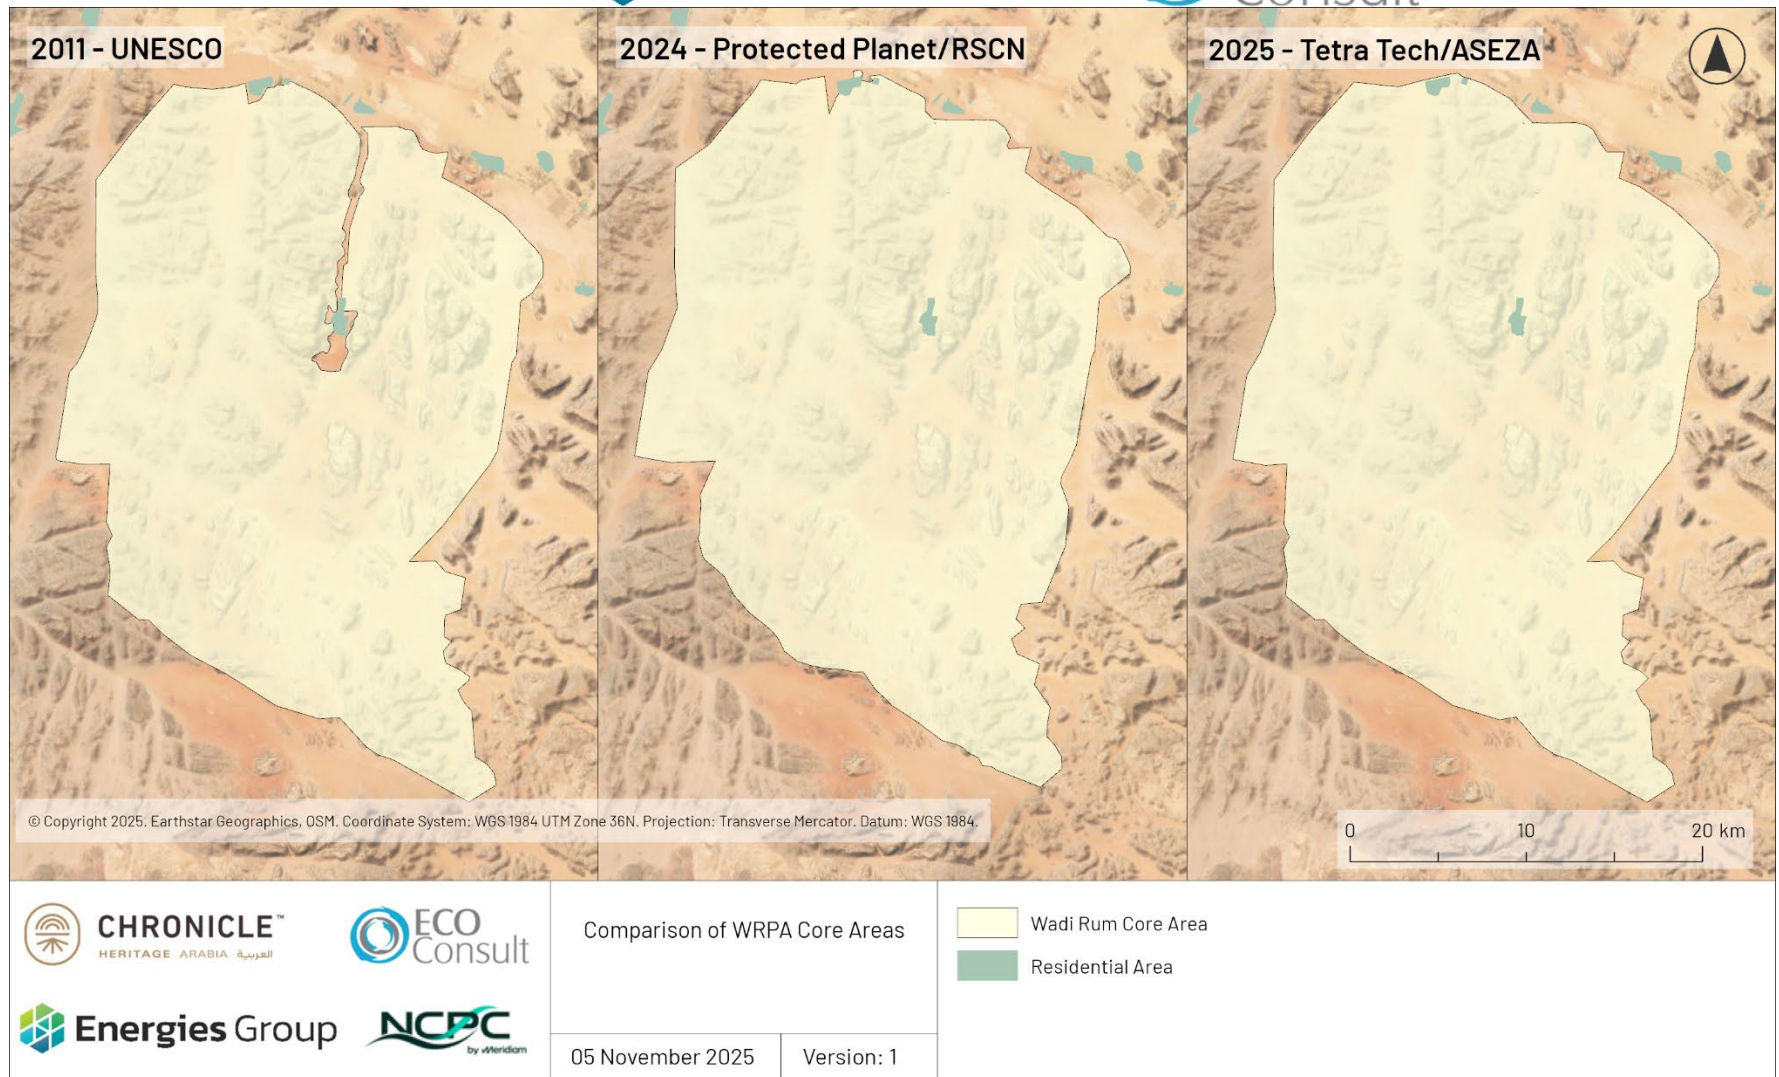 Consult
2011 - UNESCO
2024 - Protected Planet/RSCN
2025 - Tetra Tech/ASEZA
© Copyright 2025. Earthstar Geographics, OSM. Coordinate System: WGS 1984 UTM Zone 36N. Projection: Transverse Mercator. Datum: WGS 1984.
0 10 20 km
CHRONICLE™
HERITAGE ARABIA العربية
ECO
Consult
Energies Group
NCPC
by Meridiam
Comparison of WRPA Core Areas
05 November 2025
Version: 1
Wadi Rum Core Area
Residential Area